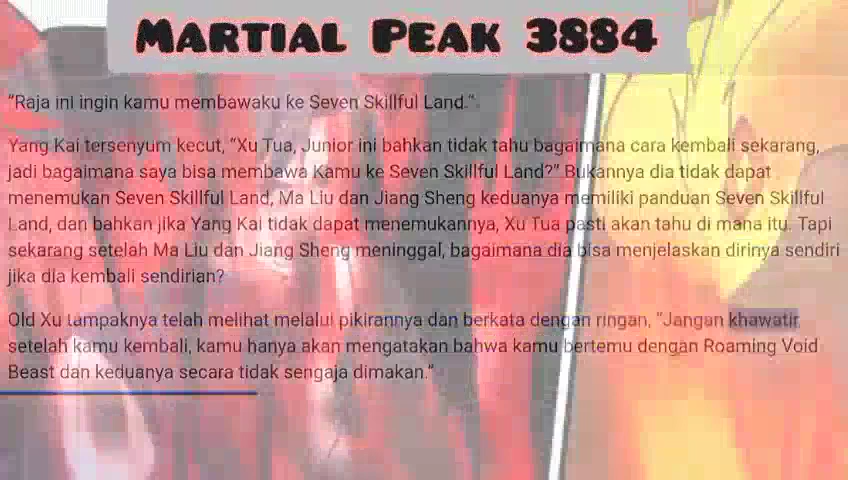 MARTIAL PEAK 3884
"Raja ini ingin kamu membawaku ke Seven Skillful Land."
Yang Kai tersenyum kecut, "Xu Tua, Junior ini bahkan tidak tahu bagaimana cara kembali sekarang,
jadi bagaimana saya bisa membawa Kamu ke Seven Skillful Land?" Bukannya dia tidak dapat
menemukan Seven Skillful Land, Ma Liu dan Jiang Sheng keduanya memiliki panduan Seven Skillful
Land, dan bahkan jika Yang Kai tidak dapat menemukannya, Xu Tua pasti akan tahu di mana itu. Tapi
sekarang setelah Ma Liu dan Jiang Sheng meninggal, bagaimana dia bisa menjelaskan dirinya sendiri
jika dia kembali sendirian?
Old Xu tampaknya telah melihat melalui pikirannya dan berkata dengan ringan, "Jangan khawatir,
setelah kamu kembali, kamu hanya akan mengatakan bahwa kamu bertemu dengan Roaming Void
Beast dan keduanya secara tidak sengaja dimakan."